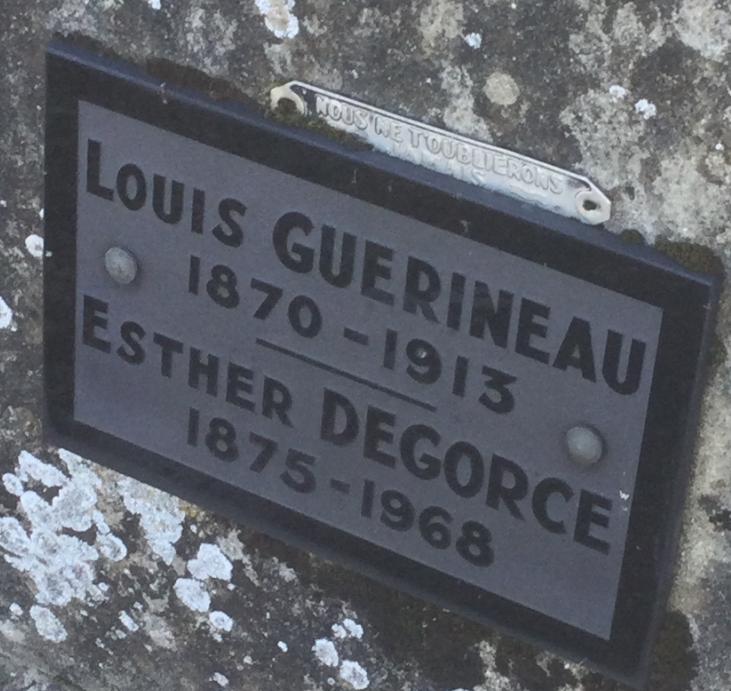 NOUS NE T'OUBLIERONS
JAMAIS
LOUIS GUERINEAU
1870 - 1913
ESTHER DEGORCE
1875 - 1968